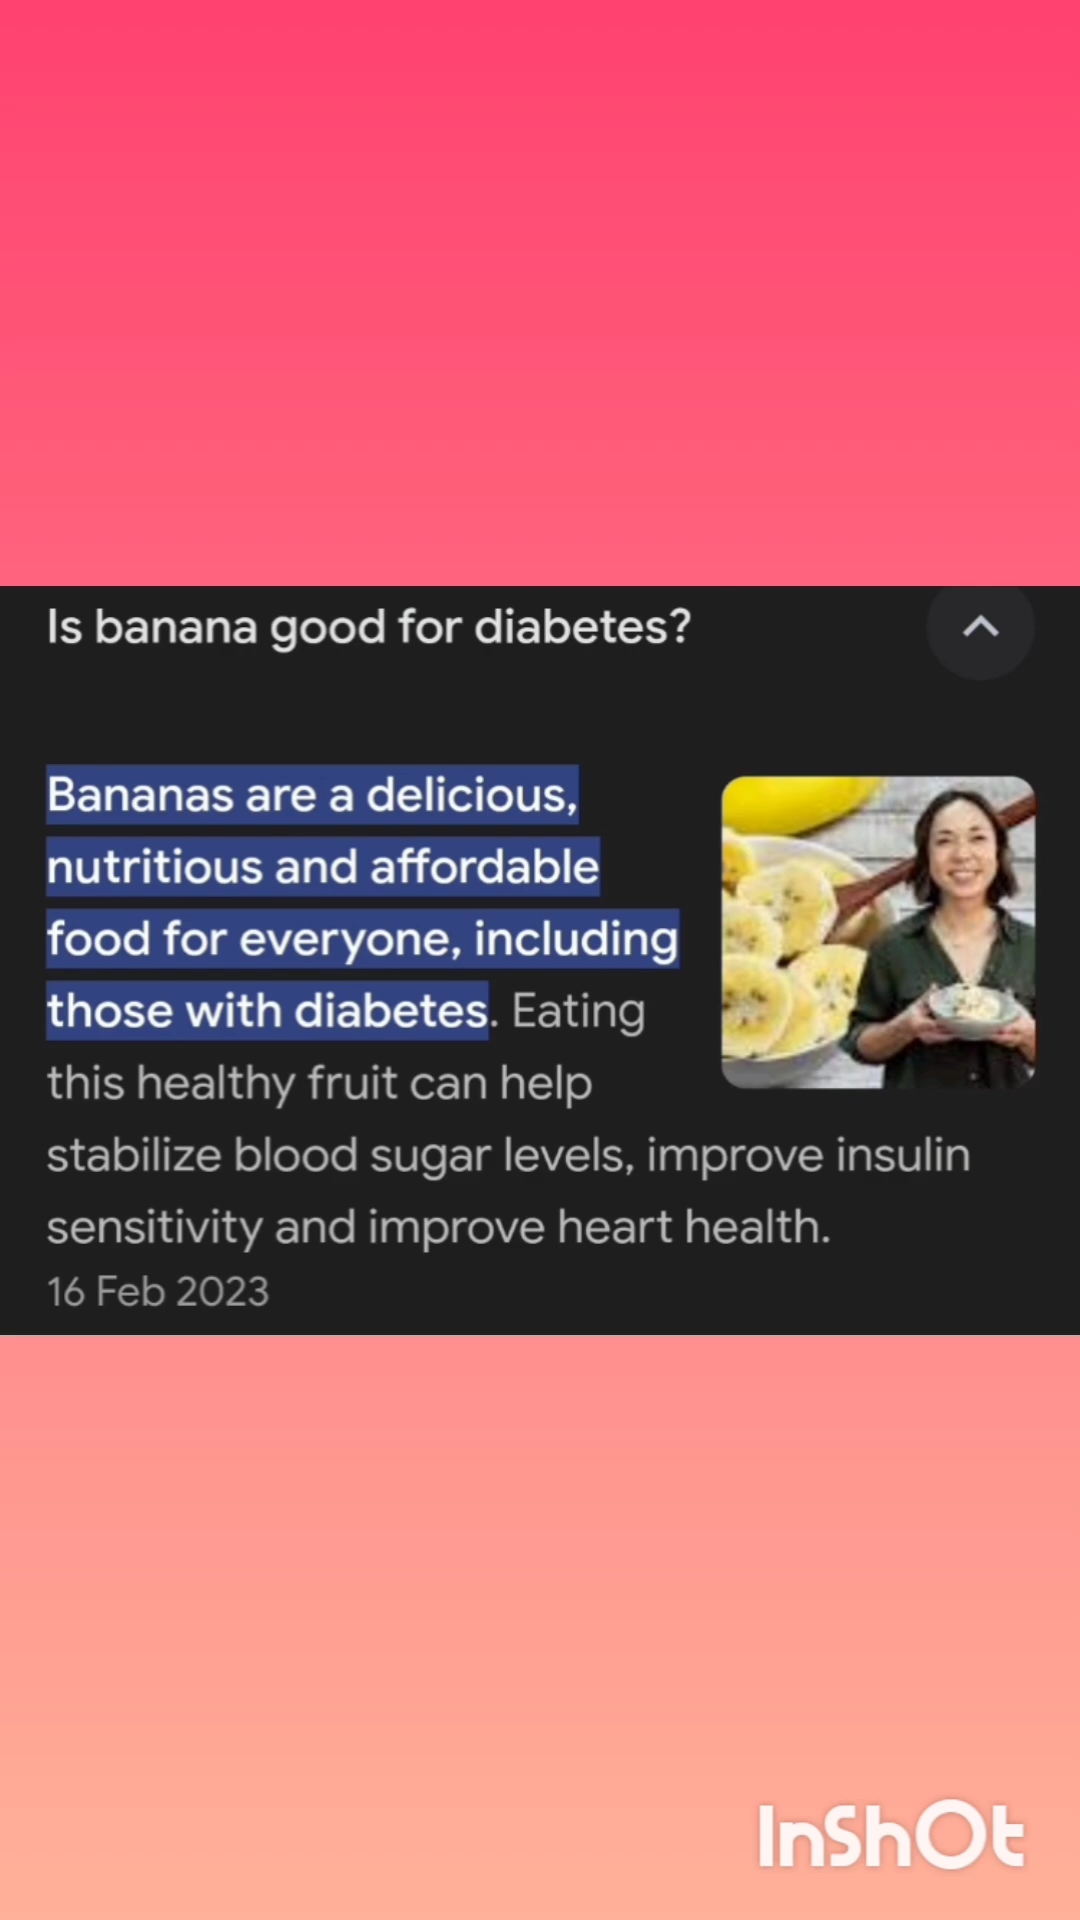 Is banana good for diabetes?
Bananas are a delicious,
nutritious and affordable
food for everyone, including
those with diabetes. Eating
this healthy fruit can help
stabilize blood sugar levels, improve insulin
sensitivity and improve heart health.
16 Feb 2023
InShOt